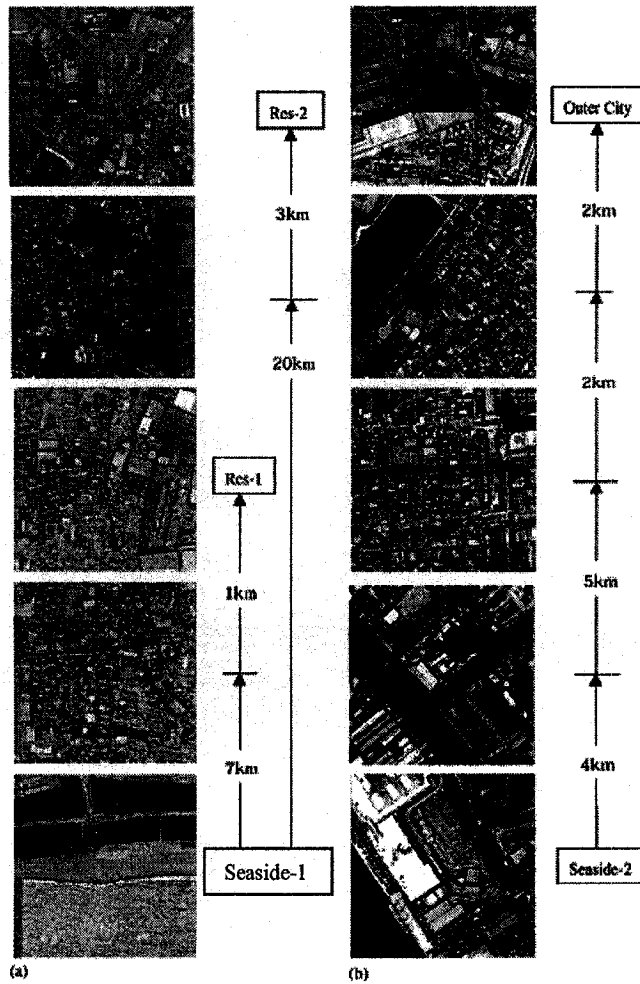 Res-2
3km
20km
Res-1
1km
7km
Seaside-1
(a)
Outer City
2km
2km
5km
4km
Seaside-2
(b)